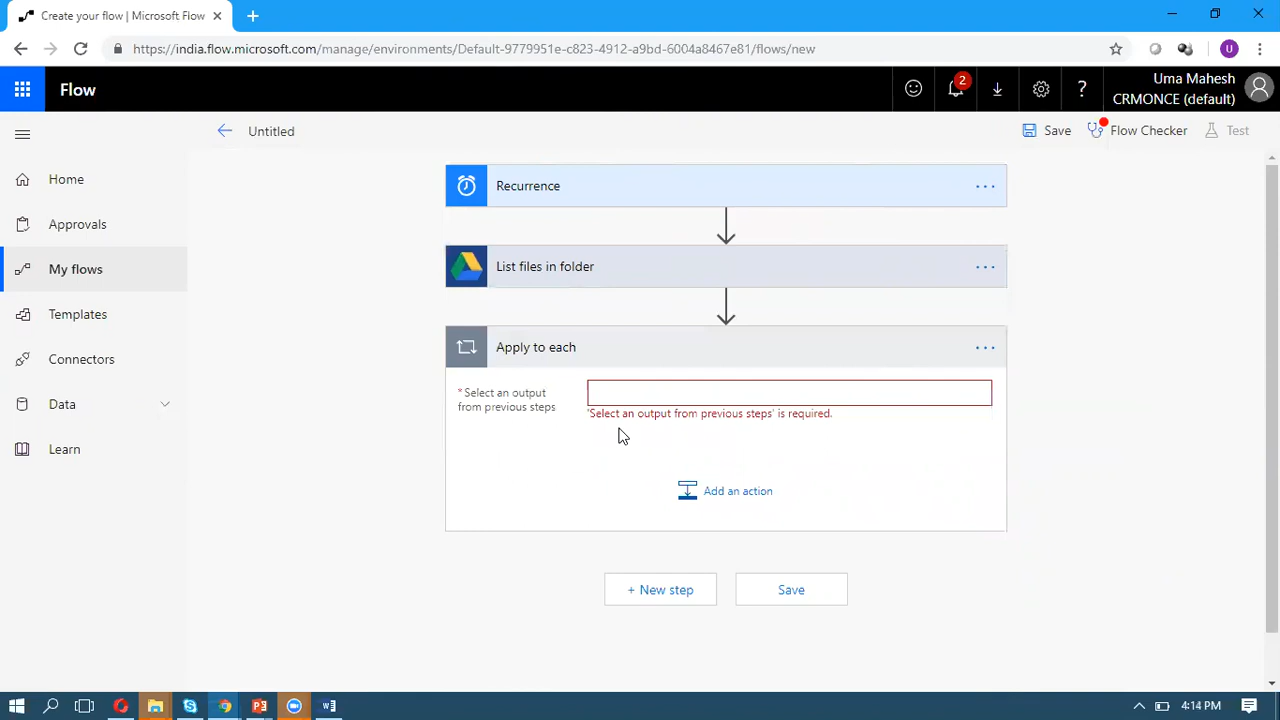 Create your flow | Microsoft Flow
https://india.flow.microsoft.com/manage/environments/Default-9779951e-c823-4912-a9bd-6004a8467e81/flows/new
U
Flow
2
?
Uma Mahesh
CRMONCE (default)
Untitled
Save
Flow Checker
Test
Home
Approvals
My flows
Templates
Connectors
Data
Learn
Recurrence
List files in folder
Apply to each
* Select an output
from previous steps
'Select an output from previous steps' is required.
Add an action
+ New step
Save
4:14 PM